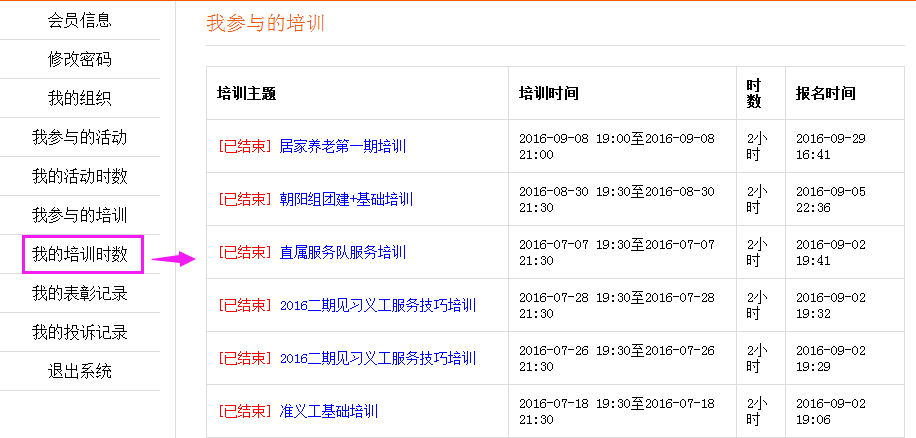 会员信息
修改密码
我的组织
我参与的活动
我的活动时数
我参与的培训
我的培训时数
我的表彰记录
我的投诉记录
退出系统
我参与的培训
培训主题 培训时间 时数 报名时间
[已结束] 居家养老第一期培训 2016-09-08 19:00至2016-09-08 21:00 2小时 2016-09-29 16:41
[已结束] 朝阳组团建+基础培训 2016-08-30 19:30至2016-08-30 21:30 2小时 2016-09-05 22:36
[已结束] 直属服务队服务培训 2016-07-07 19:30至2016-07-07 21:30 2小时 2016-09-02 19:41
[已结束] 2016二期见习义工服务技巧培训 2016-07-28 19:30至2016-07-28 21:30 2小时 2016-09-02 19:32
[已结束] 2016二期见习义工服务技巧培训 2016-07-26 19:30至2016-07-26 21:30 2小时 2016-09-02 19:29
[已结束] 准义工基础培训 2016-07-18 19:30至2016-07-18 21:30 2小时 2016-09-02 19:06